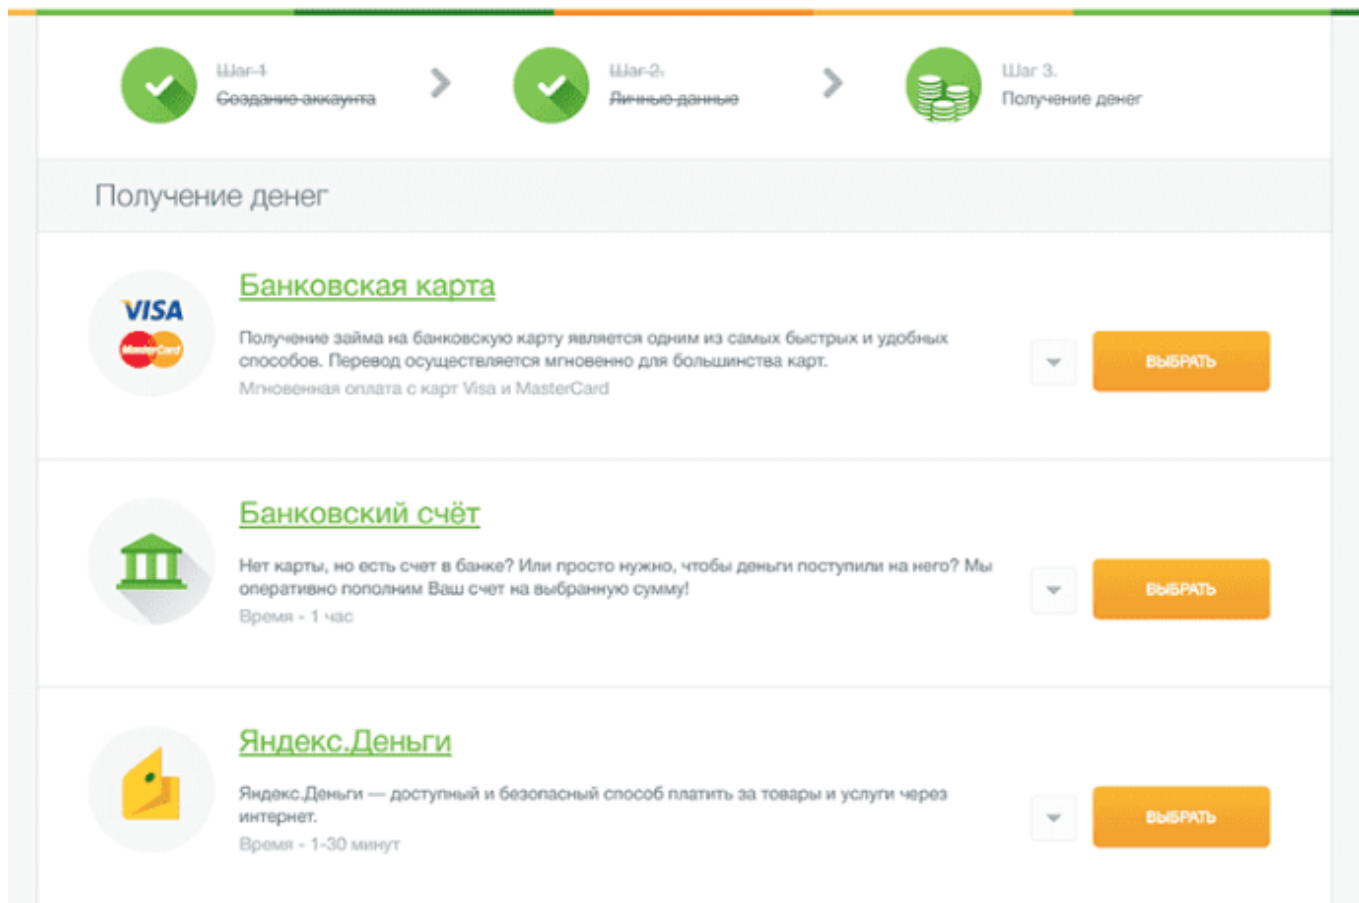 Шаг 1
Создание аккаунта
Шаг 2.
Личные данные
Шаг 3.
Получение денег
Получение денег
VISA
MasterCard
Банковская карта
Получение займа на банковскую карту является одним из самых быстрых и удобных
способов. Перевод осуществляется мгновенно для большинства карт.
Мгновенная оплата с карт Visa и MasterCard
ВЫБРАТЬ
Банковский счёт
Нет карты, но есть счет в банке? Или просто нужно, чтобы деньги поступили на него? Мы
оперативно пополним Ваш счет на выбранную сумму!
Время - 1 час
ВЫБРАТЬ
Яндекс.Деньги
Яндекс.Деньги — доступный и безопасный способ платить за товары и услуги через
интернет.
Время - 1-30 минут
ВЫБРАТЬ